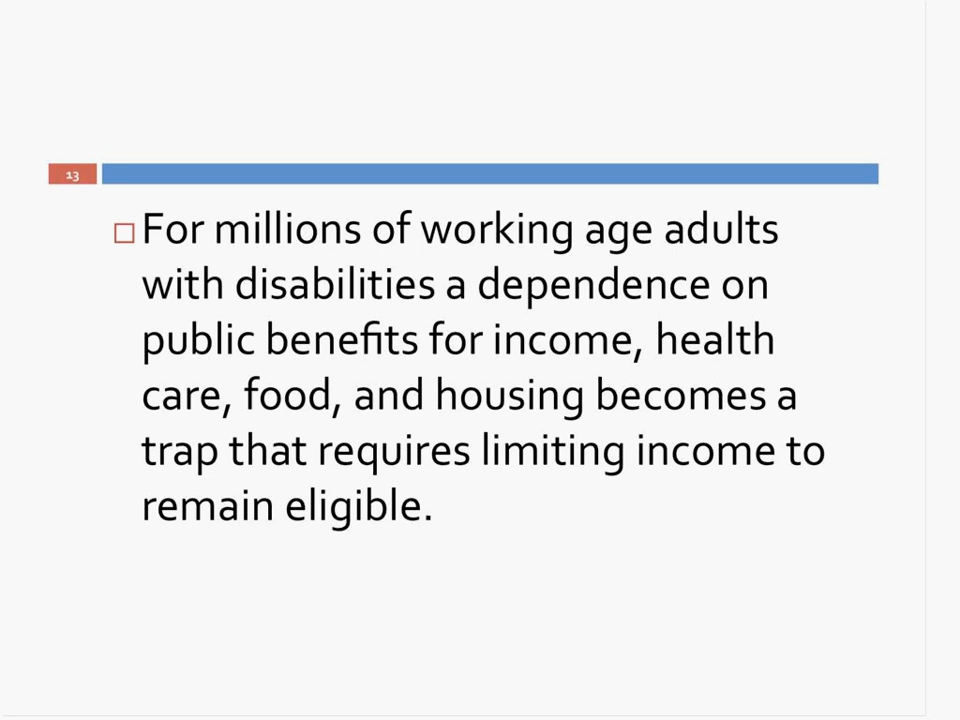 13
For millions of working age adults
with disabilities a dependence on
public benefits for income, health
care, food, and housing becomes a
trap that requires limiting income to
remain eligible.